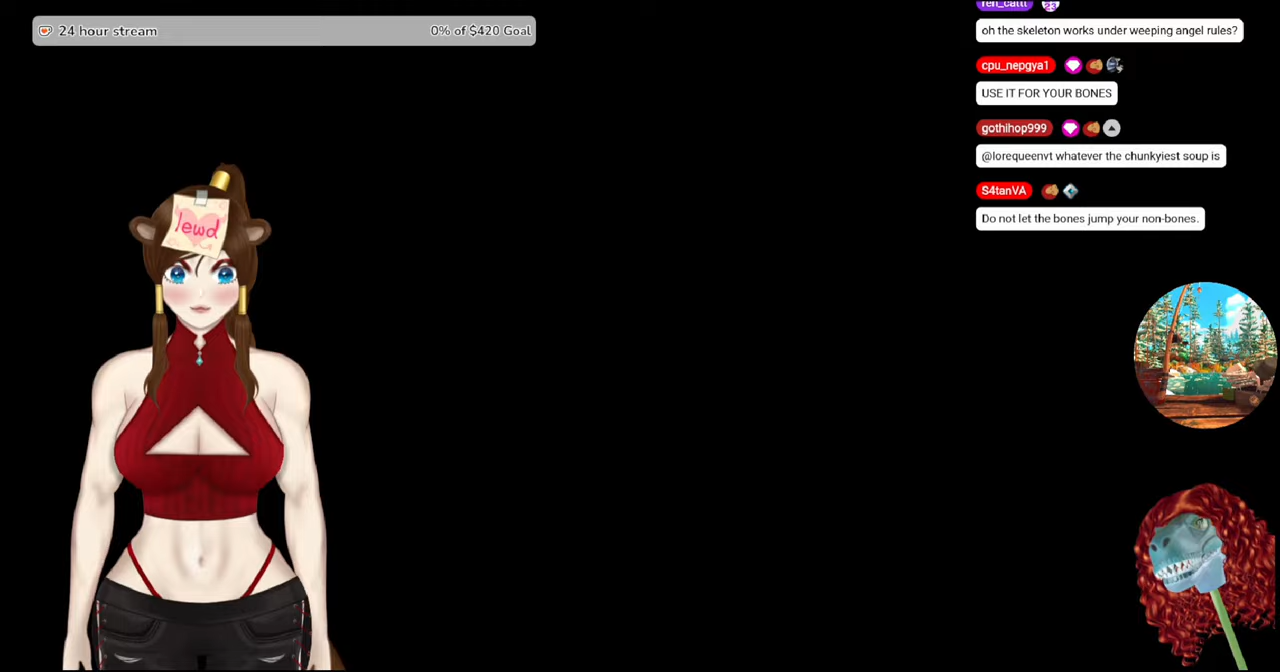 24 hour stream
0% of $420 Goal
lewd
ren_cattt
oh the skeleton works under weeping angel rules?
cpu_nepgya1
USE IT FOR YOUR BONES
gothihop999
@lorequeenvt whatever the chunkyiest soup is
S4tanVA
Do not let the bones jump your non-bones.